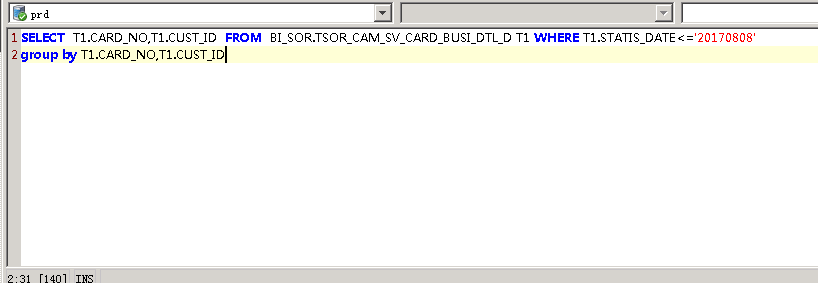 prd
1 SELECT T1.CARD_NO,T1.CUST_ID FROM BI_SOR.TSOR_CAM_SV_CARD_BUSI_DTL_D T1 WHERE T1.STATIS_DATE<='20170808'
2 group by T1.CARD_NO,T1.CUST_ID
2:31 [140] INS